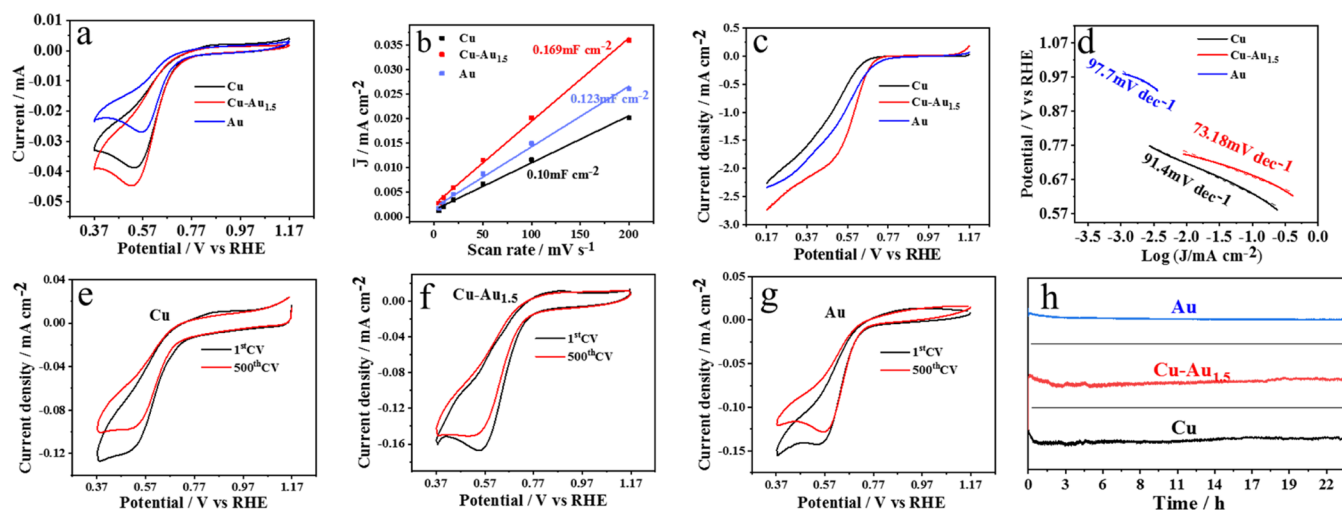 a
0.01
0.00
-0.01
-0.02
-0.03
-0.04
-0.05
Current / mA
Cu
Cu-Au1.5
Au
0.37 0.57 0.77 0.97 1.17
Potential / V vs RHE
b
0.035
0.030
0.025
0.020
0.015
0.010
0.005
0.000
J̅ / mA cm-2
Cu
Cu-Au1.5
Au
0.169mF cm-2
0.123mF cm-2
0.10mF cm-2
0 50 100 150 200
Scan rate / mV s-1
c
0.5
0.0
-0.5
-1.0
-1.5
-2.0
-2.5
-3.0
Current density / mA cm-2
Cu
Cu-Au1.5
Au
0.17 0.37 0.57 0.77 0.97 1.17
Potential / V vs RHE
d
1.07
0.97
0.87
0.77
0.67
0.57
Potential / V vs RHE
Cu
Cu-Au1.5
Au
97.7mV dec-1
73.18mV dec-1
91.4mV dec-1
-3.5 -3.0 -2.5 -2.0 -1.5 -1.0 -0.5 0.0
Log (J/mA cm-2)
e
Cu
0.04
0.00
-0.04
-0.08
-0.12
Current density / mA cm-2
1stCV
500thCV
0.37 0.57 0.77 0.97 1.17
Potential / V vs RHE
f
Cu-Au1.5
0.00
-0.04
-0.08
-0.12
-0.16
Current density / mA cm-2
1stCV
500thCV
0.37 0.57 0.77 0.97 1.17
Potential / V vs RHE
g
Au
0.05
0.00
-0.05
-0.10
-0.15
Current density / mA cm-2
1stCV
500thCV
0.37 0.57 0.77 0.97 1.17
Potential / V vs RHE
h
Au
Cu-Au1.5
Cu
0 3 6 8 11 14 17 19 22
Time / h